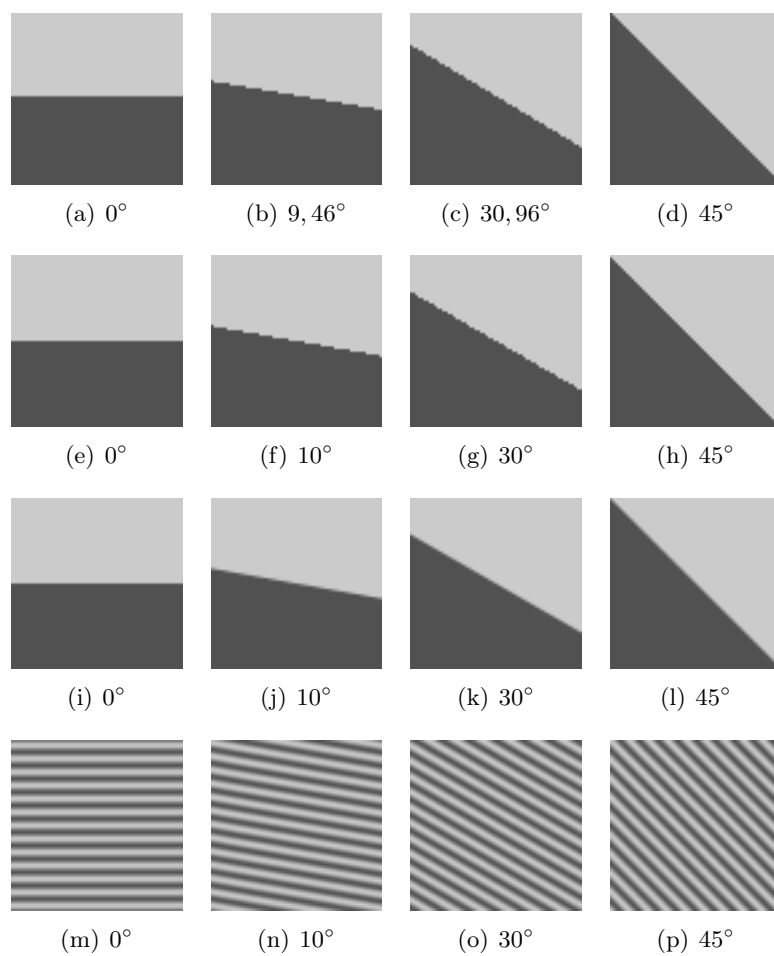 (a) 0° (b) 9, 46° (c) 30, 96° (d) 45°
(e) 0° (f) 10° (g) 30° (h) 45°
(i) 0° (j) 10° (k) 30° (l) 45°
(m) 0° (n) 10° (o) 30° (p) 45°